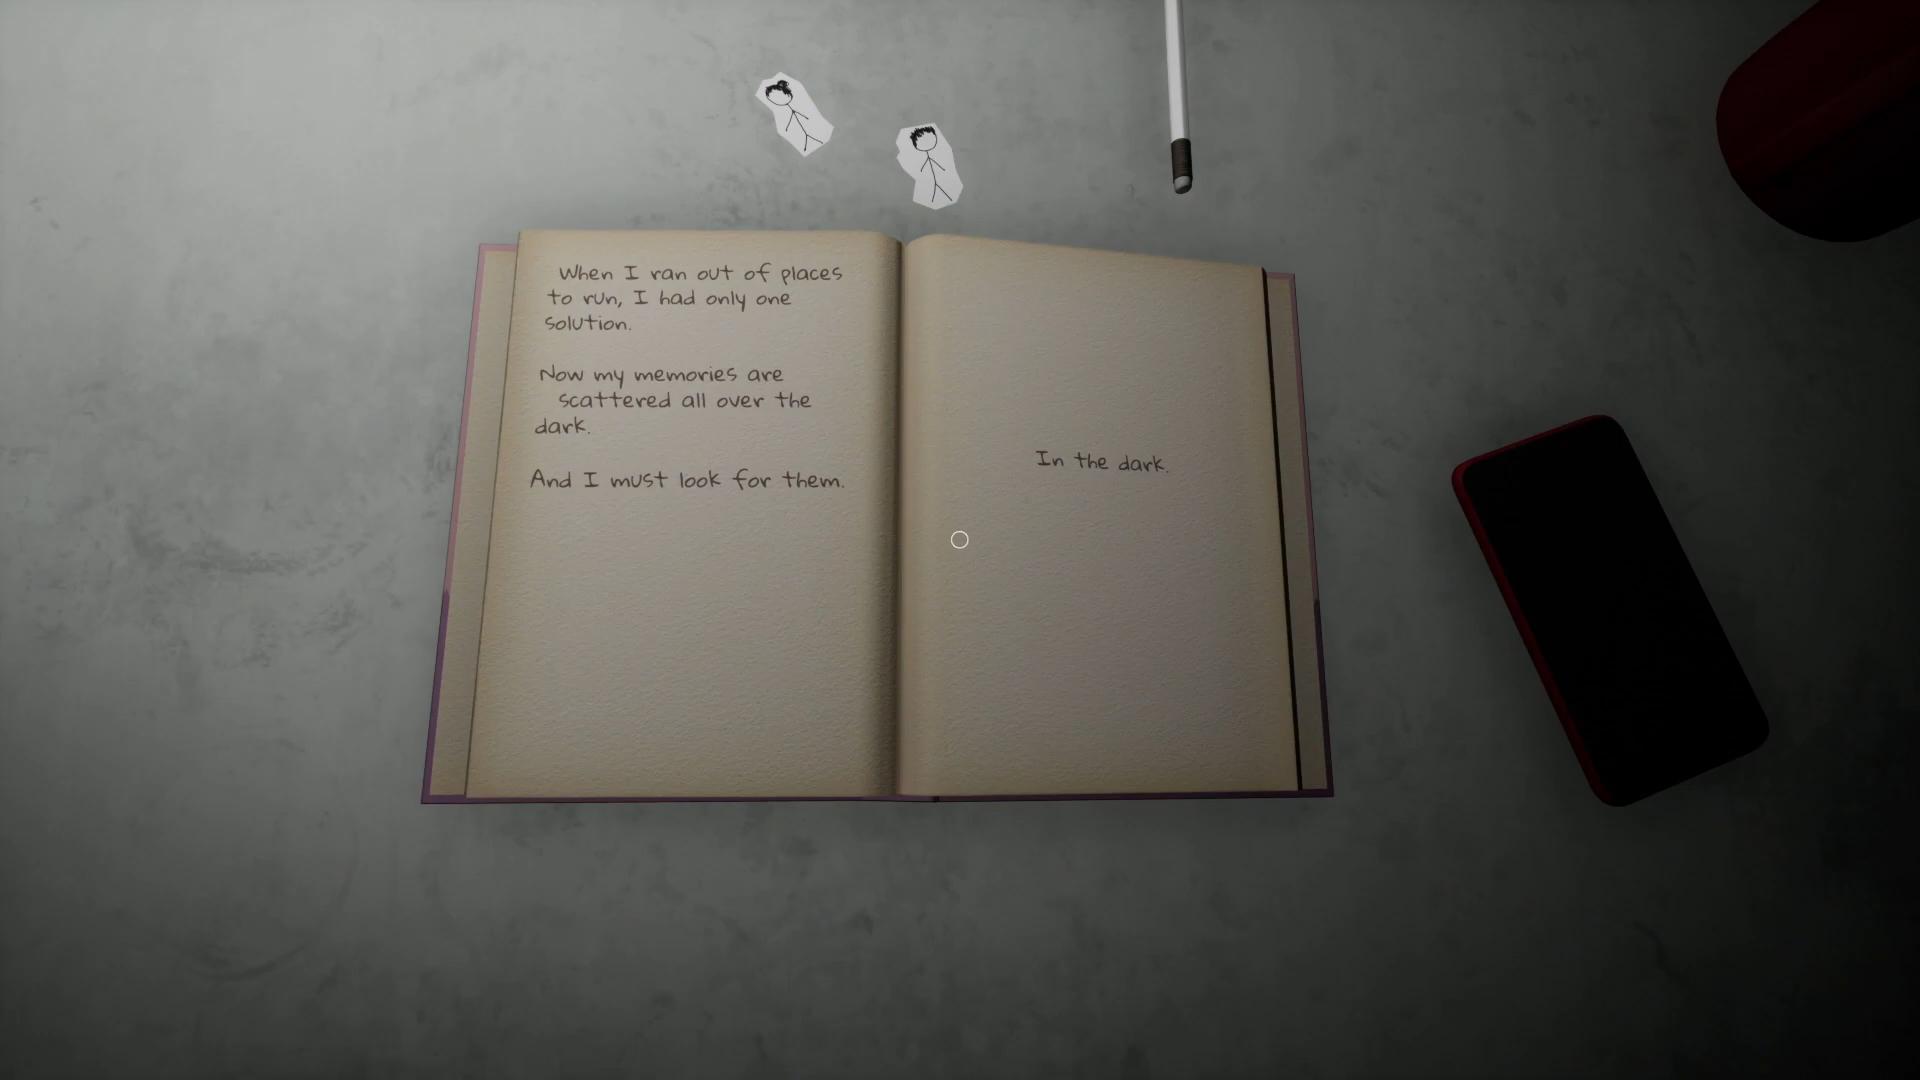 When I ran out of places
to run, I had only one
solution.
Now my memories are
scattered all over the
dark.
And I must look for them.
In the dark.